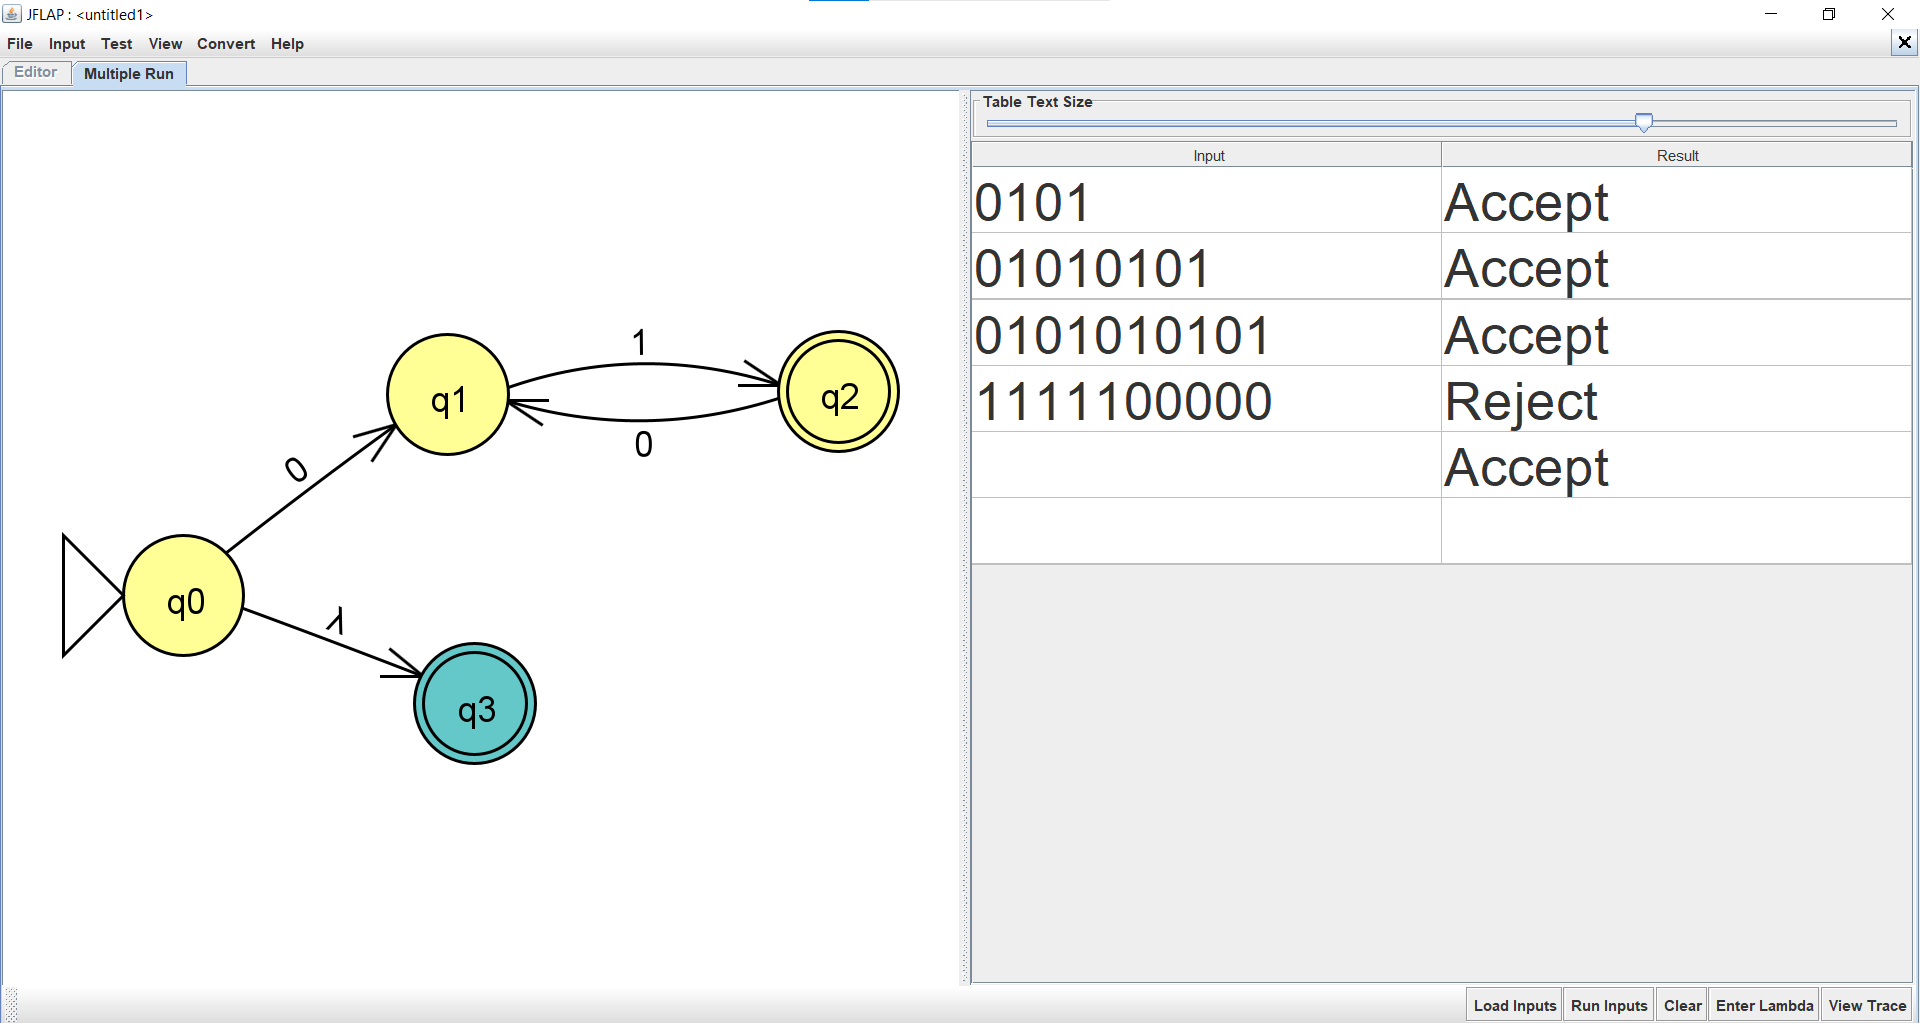 JFLAP : <untitled1>
File Input Test View Convert Help
Editor Multiple Run
Table Text Size
Input Result
0101 Accept
01010101 Accept
0101010101 Accept
1111100000 Reject
Accept
1
q1
q2
0
0
q0
λ
q3
Load Inputs Run Inputs Clear Enter Lambda View Trace